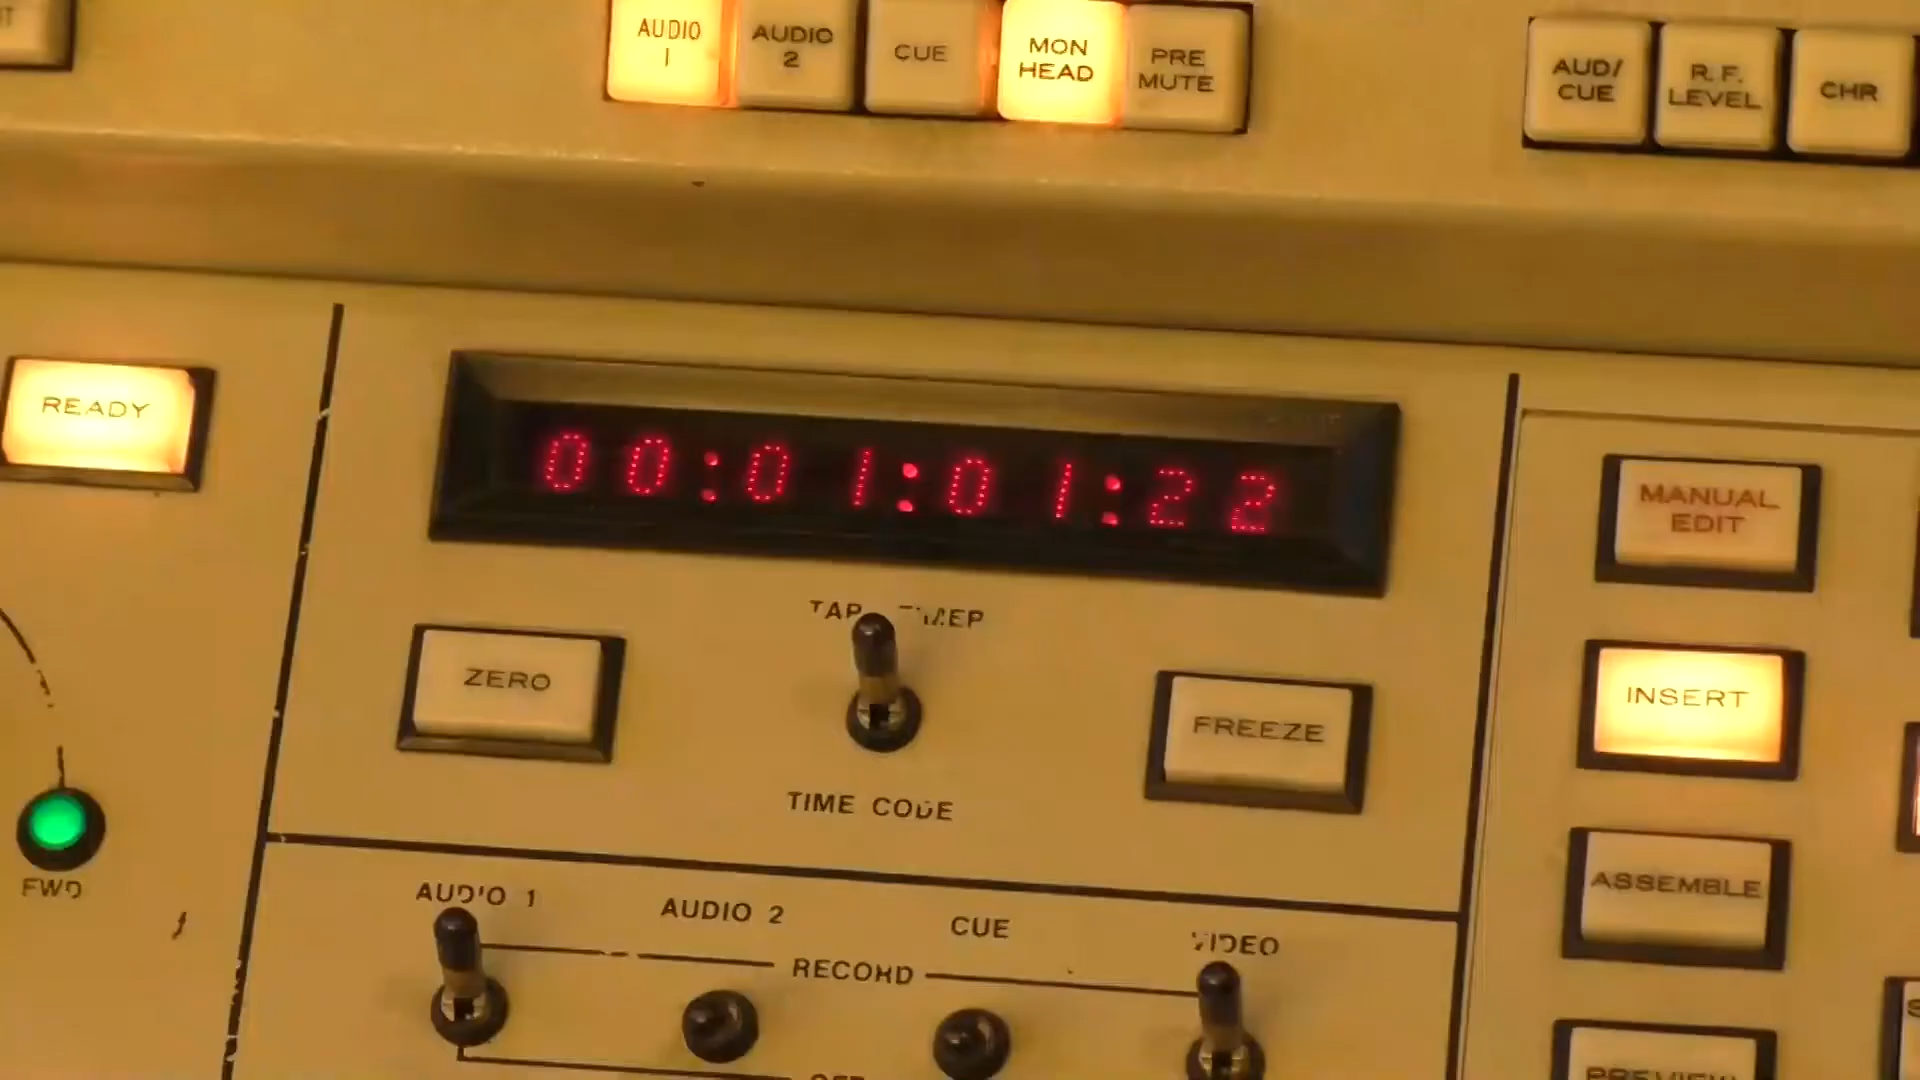 AUDIO
1
AUDIO
2
CUE
MON
HEAD
PRE
MUTE
AUD/
CUE
R.F.
LEVEL
CHR
READY
00:01:01:22
MANUAL
EDIT
ZERO
FREEZE
INSERT
TIME CODE
FWD
AUDIO 1
AUDIO 2
CUE
VIDEO
RECORD
ASSEMBLE
PREVIEW